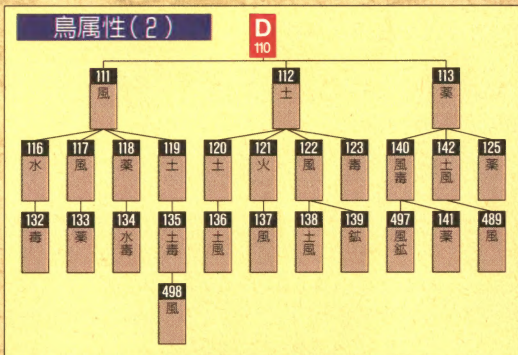 鳥属性(2)
D
110
111 112 113
風 土 薬
116 117 118 119 120 121 122 123 140 142 125
水 風 薬 土 土 火 風 毒 風毒 土風 薬
132 133 134 135 136 137 138 139 497 141 489
毒 薬 水毒 土毒 土風 風 土風 鉱 風鉱 薬 風
498
風